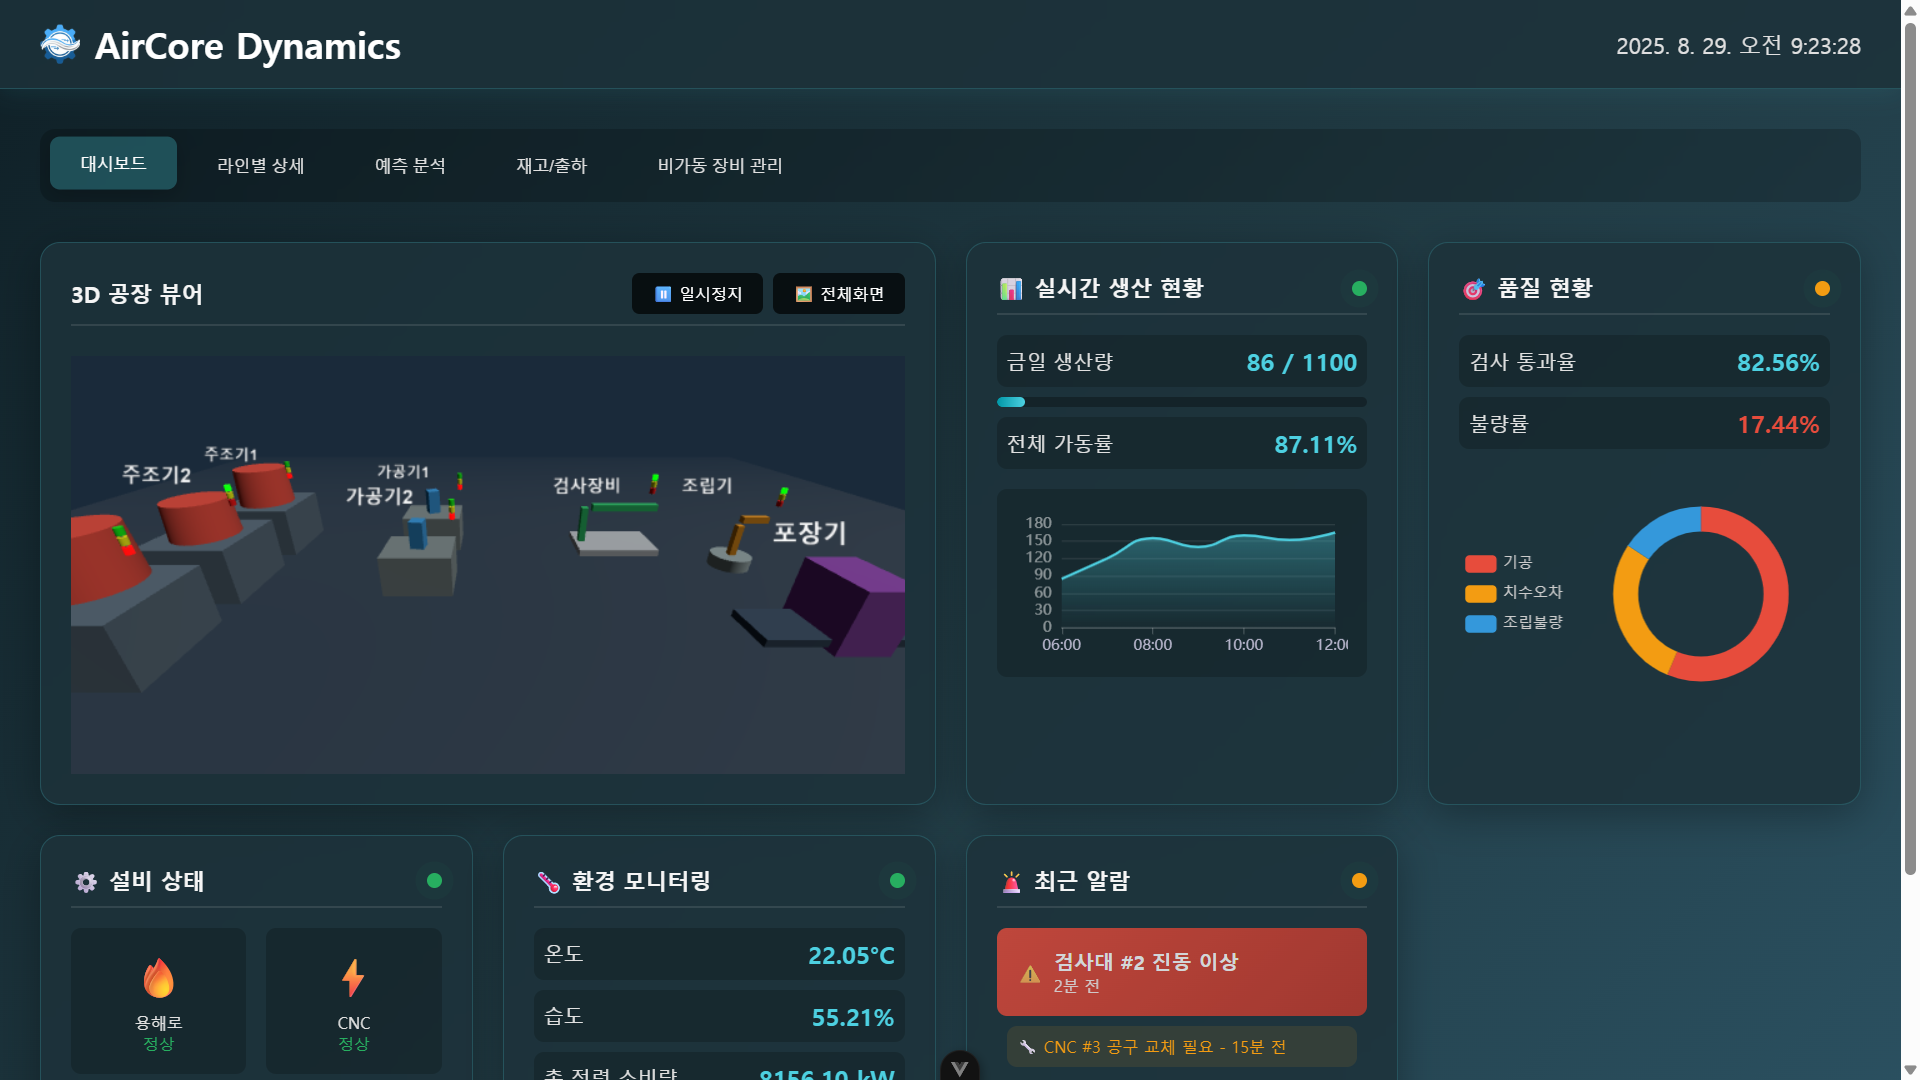 AirCore Dynamics
2025. 8. 29. 오전 9:23:28
대시보드
라인별 상세
예측 분석
재고/출하
비가동 장비 관리
3D 공장 뷰어
일시정지
전체화면
주조기1
주조기2
가공기1
가공기2
검사장비
조립기
포장기
실시간 생산 현황
금일 생산량
86 / 1100
전체 가동률
87.11%
180
150
120
90
60
30
0
06:00
08:00
10:00
12:00
품질 현황
검사 통과율
82.56%
불량률
17.44%
기공
치수오차
조립불량
설비 상태
용해로
정상
CNC
정상
환경 모니터링
온도
22.05°C
습도
55.21%
총 전력 소비량
8156.10 kW
최근 알람
검사대 #2 진동 이상
2분 전
CNC #3 공구 교체 필요 - 15분 전